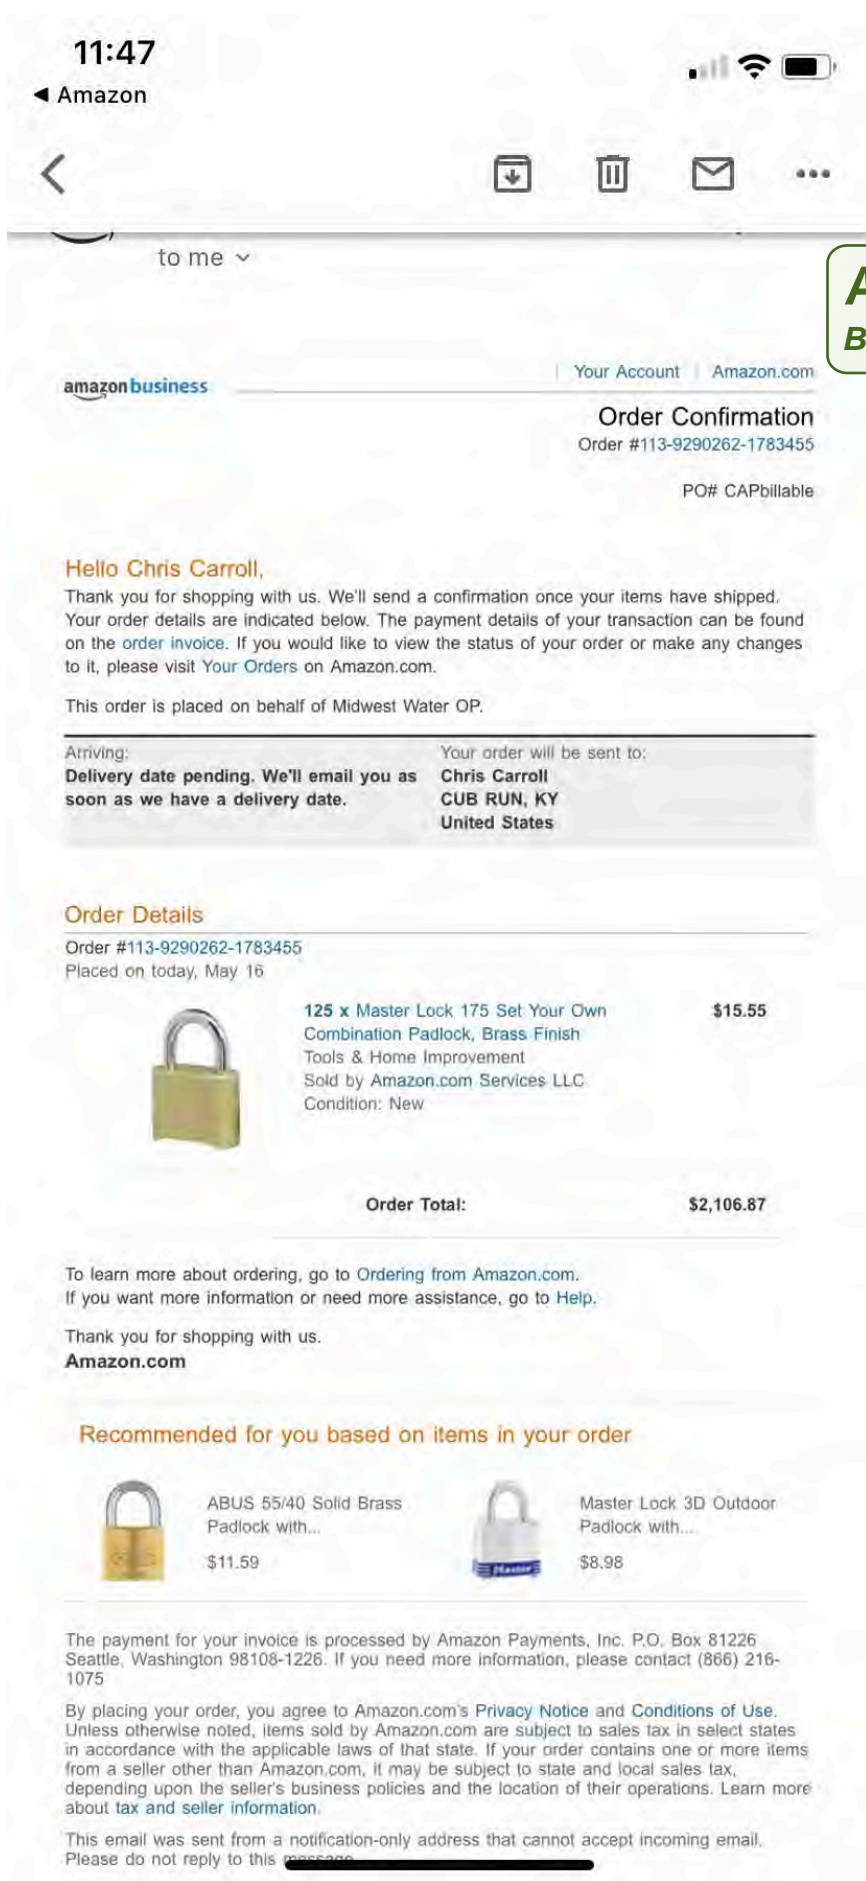 11:47
◀ Amazon
to me
A
B
amazon business
Your Account
Amazon.com
Order Confirmation
Order #113-9290262-1783455
PO# CAPbillable
Hello Chris Carroll,
Thank you for shopping with us. We'll send a confirmation once your items have shipped.
Your order details are indicated below. The payment details of your transaction can be found
on the order invoice. If you would like to view the status of your order or make any changes
to it, please visit Your Orders on Amazon.com.
This order is placed on behalf of Midwest Water OP.
Arriving:
Delivery date pending. We'll email you as
soon as we have a delivery date.
Your order will be sent to:
Chris Carroll
CUB RUN, KY
United States
Order Details
Order #113-9290262-1783455
Placed on today, May 16
125 x Master Lock 175 Set Your Own
Combination Padlock, Brass Finish
Tools & Home Improvement
Sold by Amazon.com Services LLC
Condition: New
$15.55
Order Total: $2,106.87
To learn more about ordering, go to Ordering from Amazon.com.
If you want more information or need more assistance, go to Help.
Thank you for shopping with us.
Amazon.com
Recommended for you based on items in your order
ABUS 55/40 Solid Brass
Padlock with...
$11.59
Master
Master Lock 3D Outdoor
Padlock with...
$8.98
The payment for your invoice is processed by Amazon Payments, Inc. P.O. Box 81226
Seattle, Washington 98108-1226. If you need more information, please contact (866) 216-
1075
By placing your order, you agree to Amazon.com's Privacy Notice and Conditions of Use.
Unless otherwise noted, items sold by Amazon.com are subject to sales tax in select states
in accordance with the applicable laws of that state. If your order contains one or more items
from a seller other than Amazon.com, it may be subject to state and local sales tax,
depending upon the seller's business policies and the location of their operations. Learn more
about tax and seller information.
This email was sent from a notification-only address that cannot accept incoming email.
Please do not reply to this message